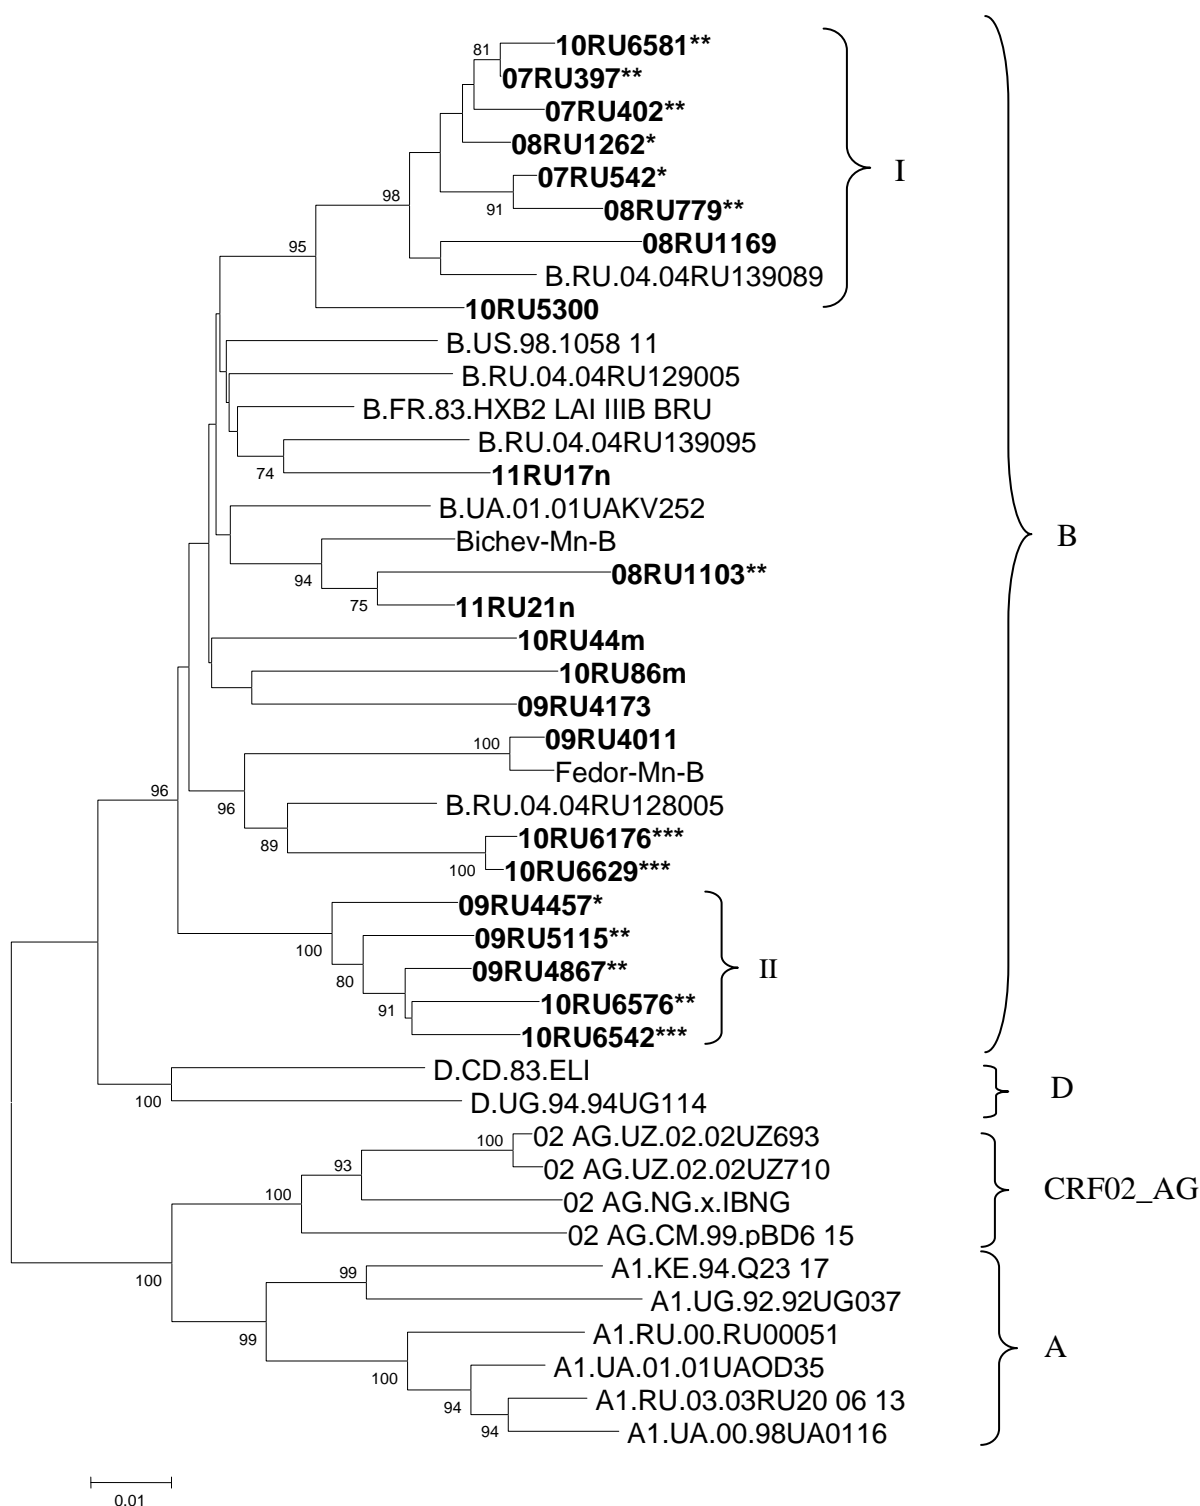 10RU6581**
81
07RU397**
07RU402**
08RU1262*
07RU542*
I
91
08RU779**
98
08RU1169
95
B.RU.04.04RU139089
10RU5300
B.US.98.1058 11
B.RU.04.04RU129005
B.FR.83.HXB2 LAI IIIB BRU
B.RU.04.04RU139095
74
11RU17n
B.UA.01.01UAKV252
Bichev-Mn-B
B
94
08RU1103**
75
11RU21n
10RU44m
10RU86m
09RU4173
100
09RU4011
Fedor-Mn-B
96
96
B.RU.04.04RU128005
89
10RU6176***
100
10RU6629***
09RU4457*
100
09RU5115**
80
09RU4867**
II
91
10RU6576**
10RU6542***
D.CD.83.ELI
D
100
D.UG.94.94UG114
100
02 AG.UZ.02.02UZ693
93
02 AG.UZ.02.02UZ710
CRF02_AG
100
02 AG.NG.x.IBNG
02 AG.CM.99.pBD6 15
100
99
A1.KE.94.Q23 17
A1.UG.92.92UG037
99
A1.RU.00.RU00051
A
100
A1.UA.01.01UAOD35
94
A1.RU.03.03RU20 06 13
94
A1.UA.00.98UA0116
0.01